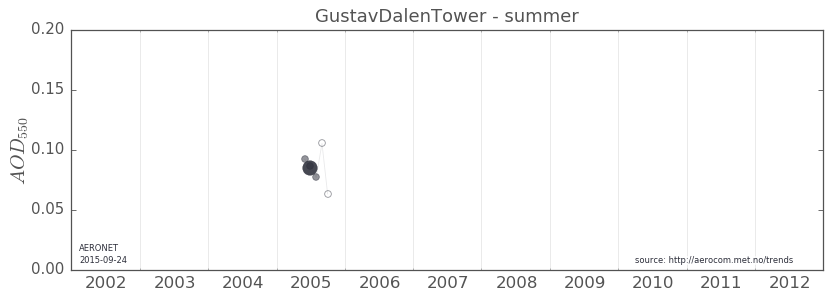 GustavDalenTower - summer
0.20
0.15
0.10
0.05
0.00
AOD550
AERONET
2015-09-24
source: http://aerocom.met.no/trends
2002 2003 2004 2005 2006 2007 2008 2009 2010 2011 2012